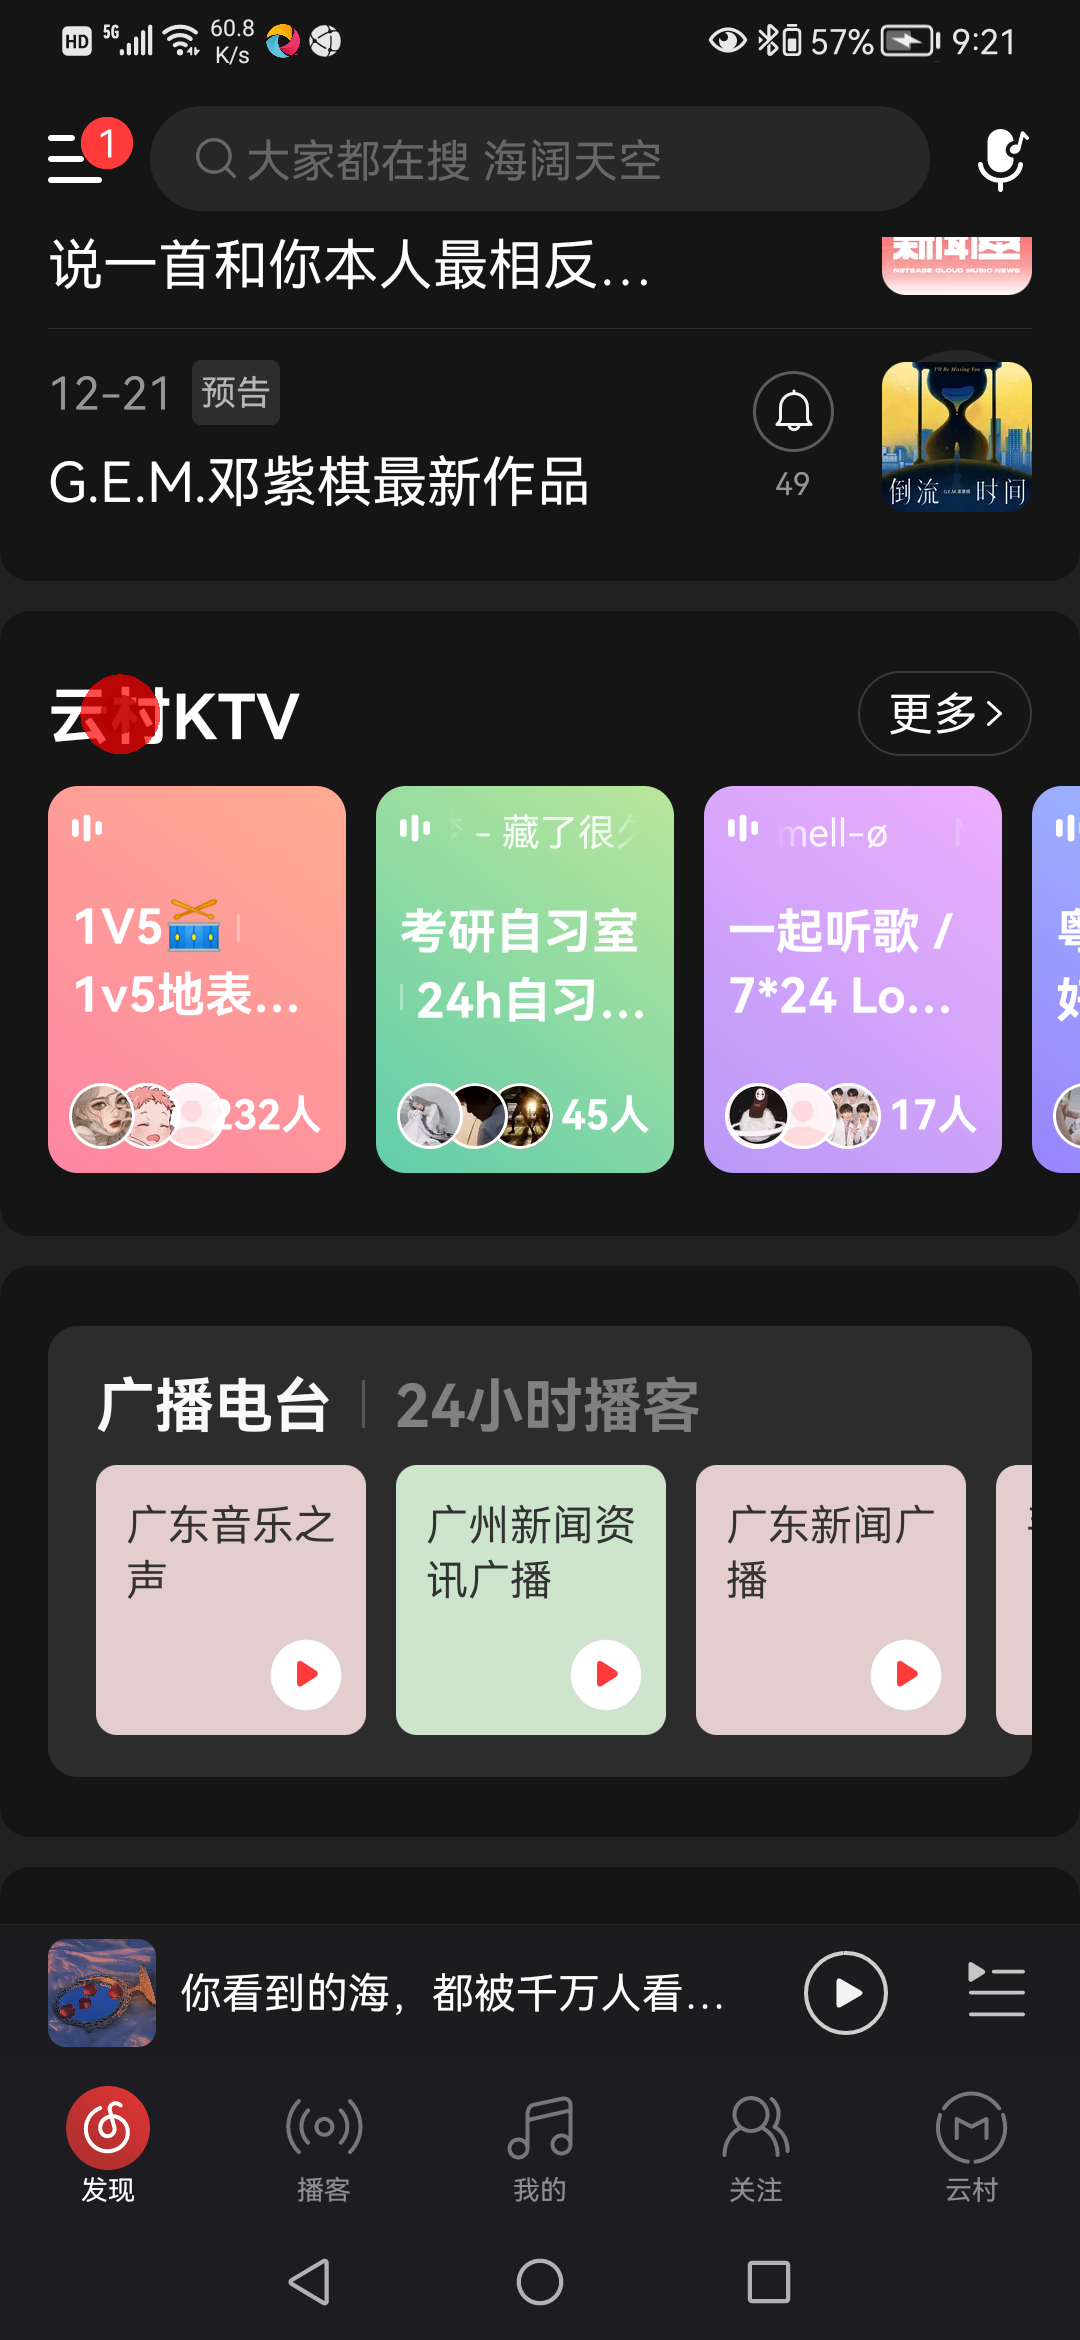 HD 5G 60.8 K/s 57% 9:21
1
大家都在搜 海阔天空
说一首和你本人最相反...
NETEASE CLOUD MUSIC NEWS
12-21 预告
G.E.M.邓紫棋最新作品
49
I'll Be Missing You
倒流 时间
云村KTV
更多
1V5
1v5地表...
232人
- 藏了很久
考研自习室
24h自习...
45人
mell-ø
一起听歌 /
7*24 Lo...
17人
粤
好
广播电台 24小时播客
广东音乐之
声
广州新闻资
讯广播
广东新闻广
播
你看到的海，都被千万人看...
发现
播客
我的
关注
云村